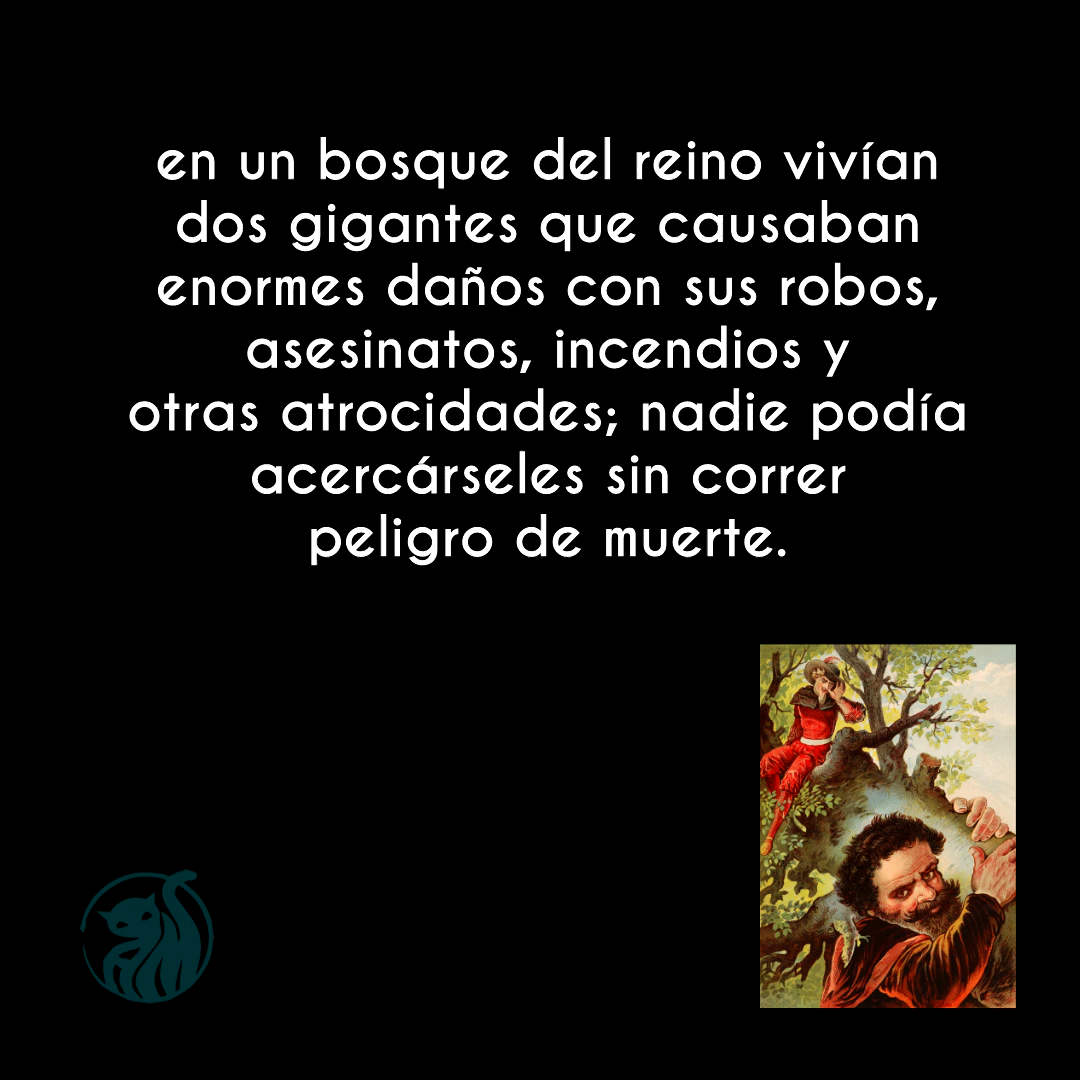 en un bosque del reino vivían
dos gigantes que causaban
enormes daños con sus robos,
asesinatos, incendios y
otras atrocidades; nadie podía
acercárseles sin correr
peligro de muerte.